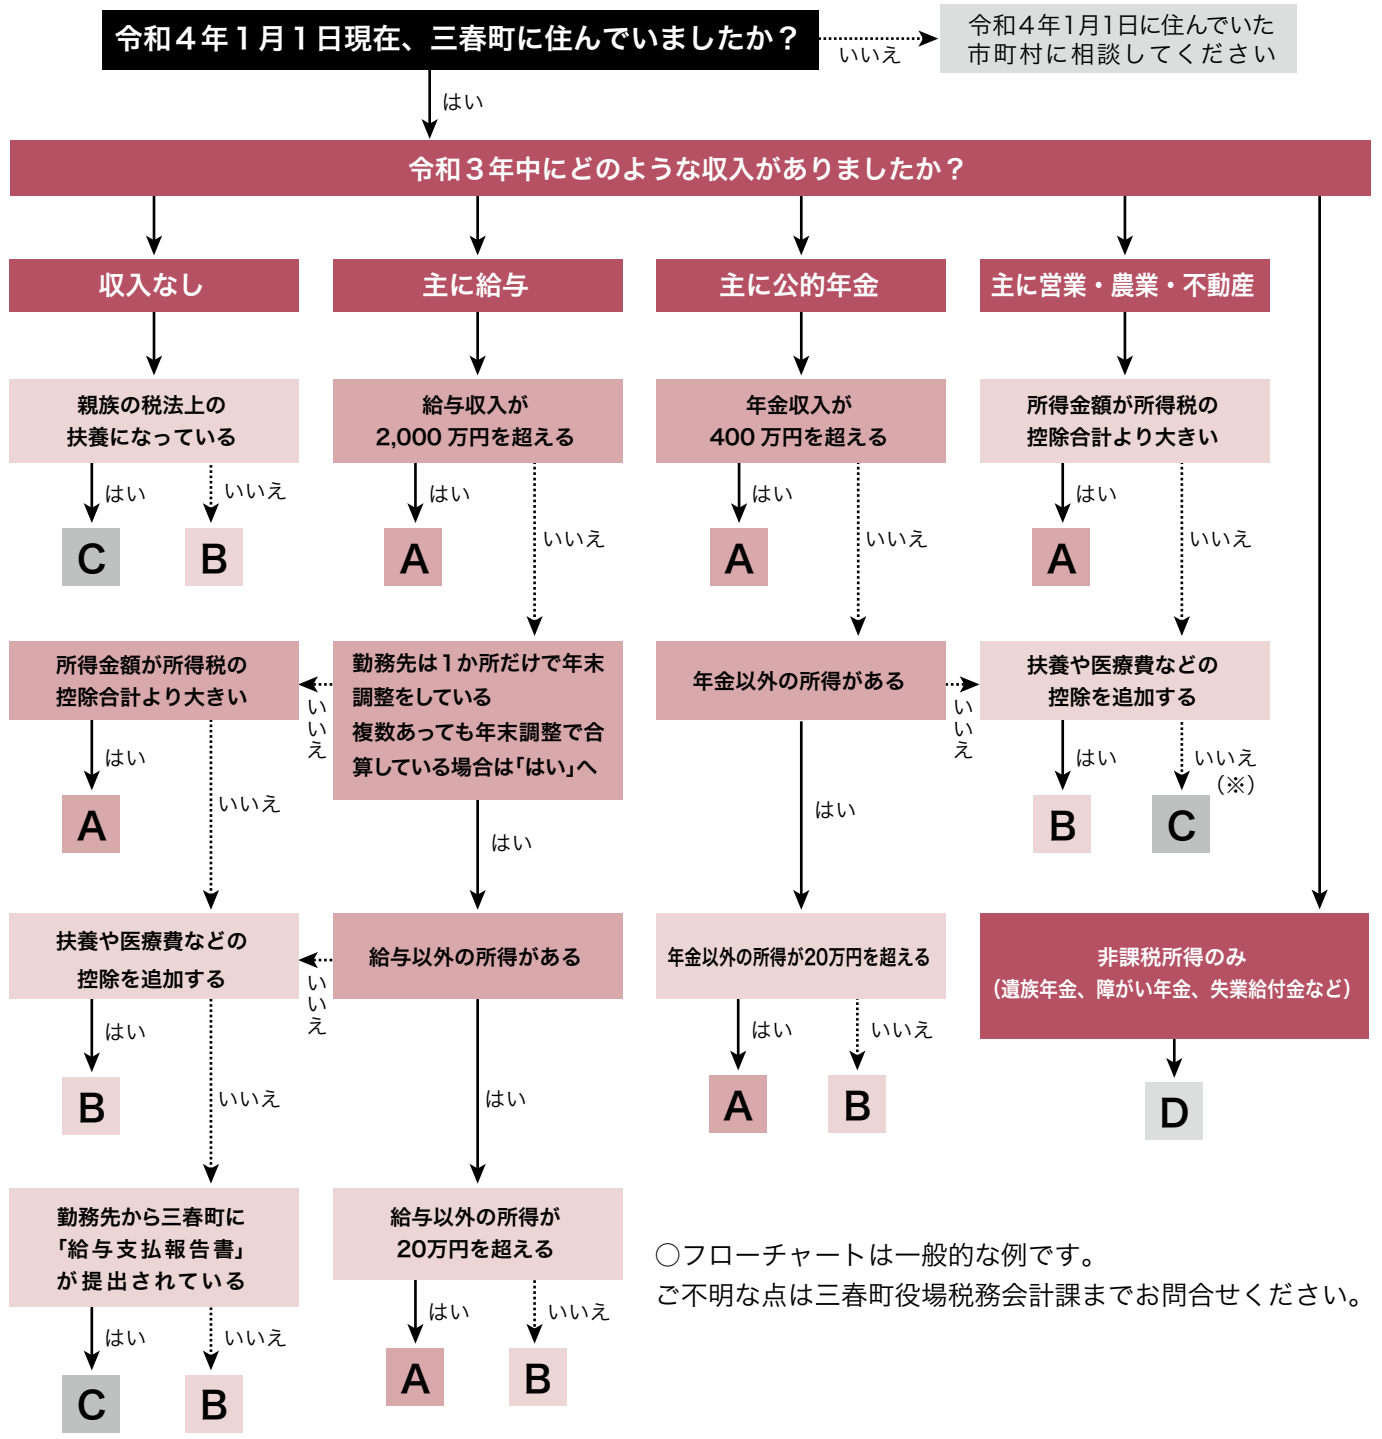 令和４年１月１日現在、三春町に住んでいましたか？
いいえ
令和４年１月１日に住んでいた
市町村に相談してください
はい
令和３年中にどのような収入がありましたか？
収入なし
主に給与
主に公的年金
主に営業・農業・不動産
親族の税法上の
扶養になっている
給与収入が
2,000 万円を超える
年金収入が
400 万円を超える
所得金額が所得税の
控除合計より大きい
はい
いいえ
はい
いいえ
はい
いいえ
はい
いいえ
C
B
A
A
A
所得金額が所得税の
控除合計より大きい
いいえ
勤務先は１か所だけで年末
調整をしている
複数あっても年末調整で合
算している場合は「はい」へ
年金以外の所得がある
いいえ
扶養や医療費などの
控除を追加する
はい
いいえ
はい
はい
はい
いいえ
（※）
A
B
C
扶養や医療費などの
控除を追加する
いいえ
給与以外の所得がある
年金以外の所得が20万円を超える
非課税所得のみ
（遺族年金、障がい年金、失業給付金など）
はい
いいえ
はい
はい
いいえ
B
A
B
D
勤務先から三春町に
「給与支払報告書」
が提出されている
給与以外の所得が
20万円を超える
○フローチャートは一般的な例です。
ご不明な点は三春町役場税務会計課までお問合せください。
はい
いいえ
はい
いいえ
C
B
A
B